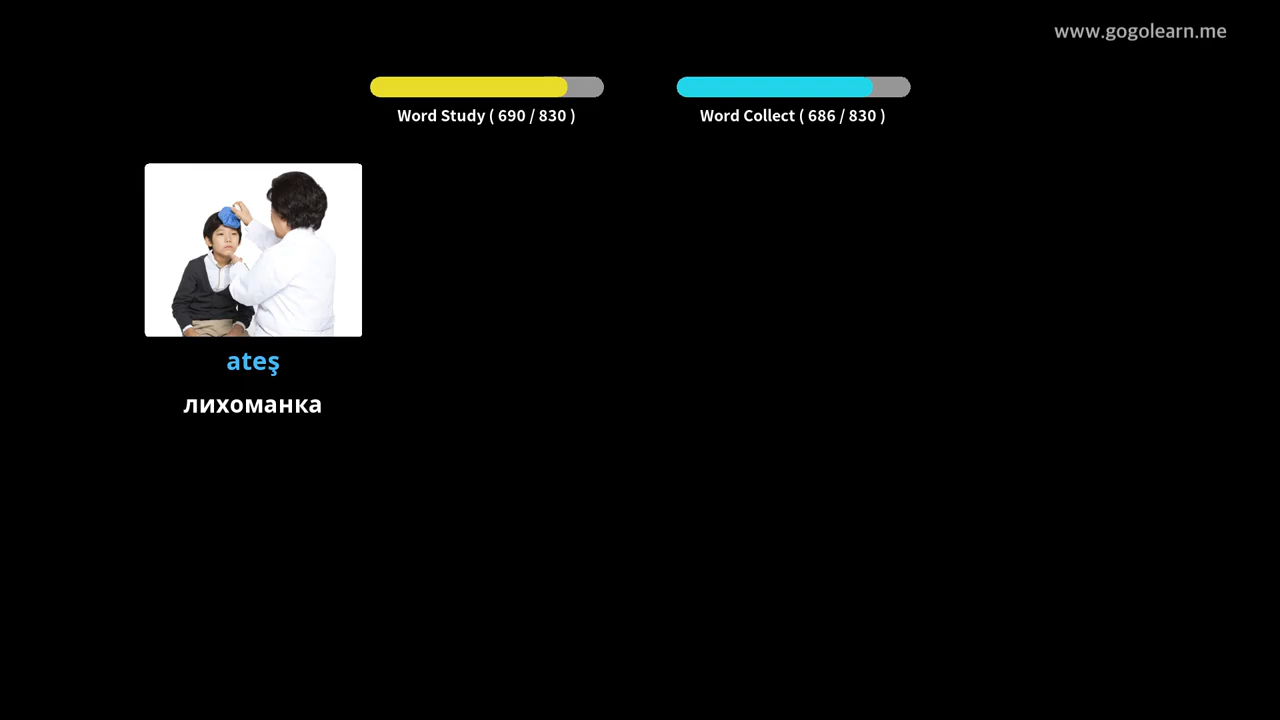 www.gogolearn.me
Word Study ( 690 / 830 )
Word Collect ( 686 / 830 )
ateş
лихоманка